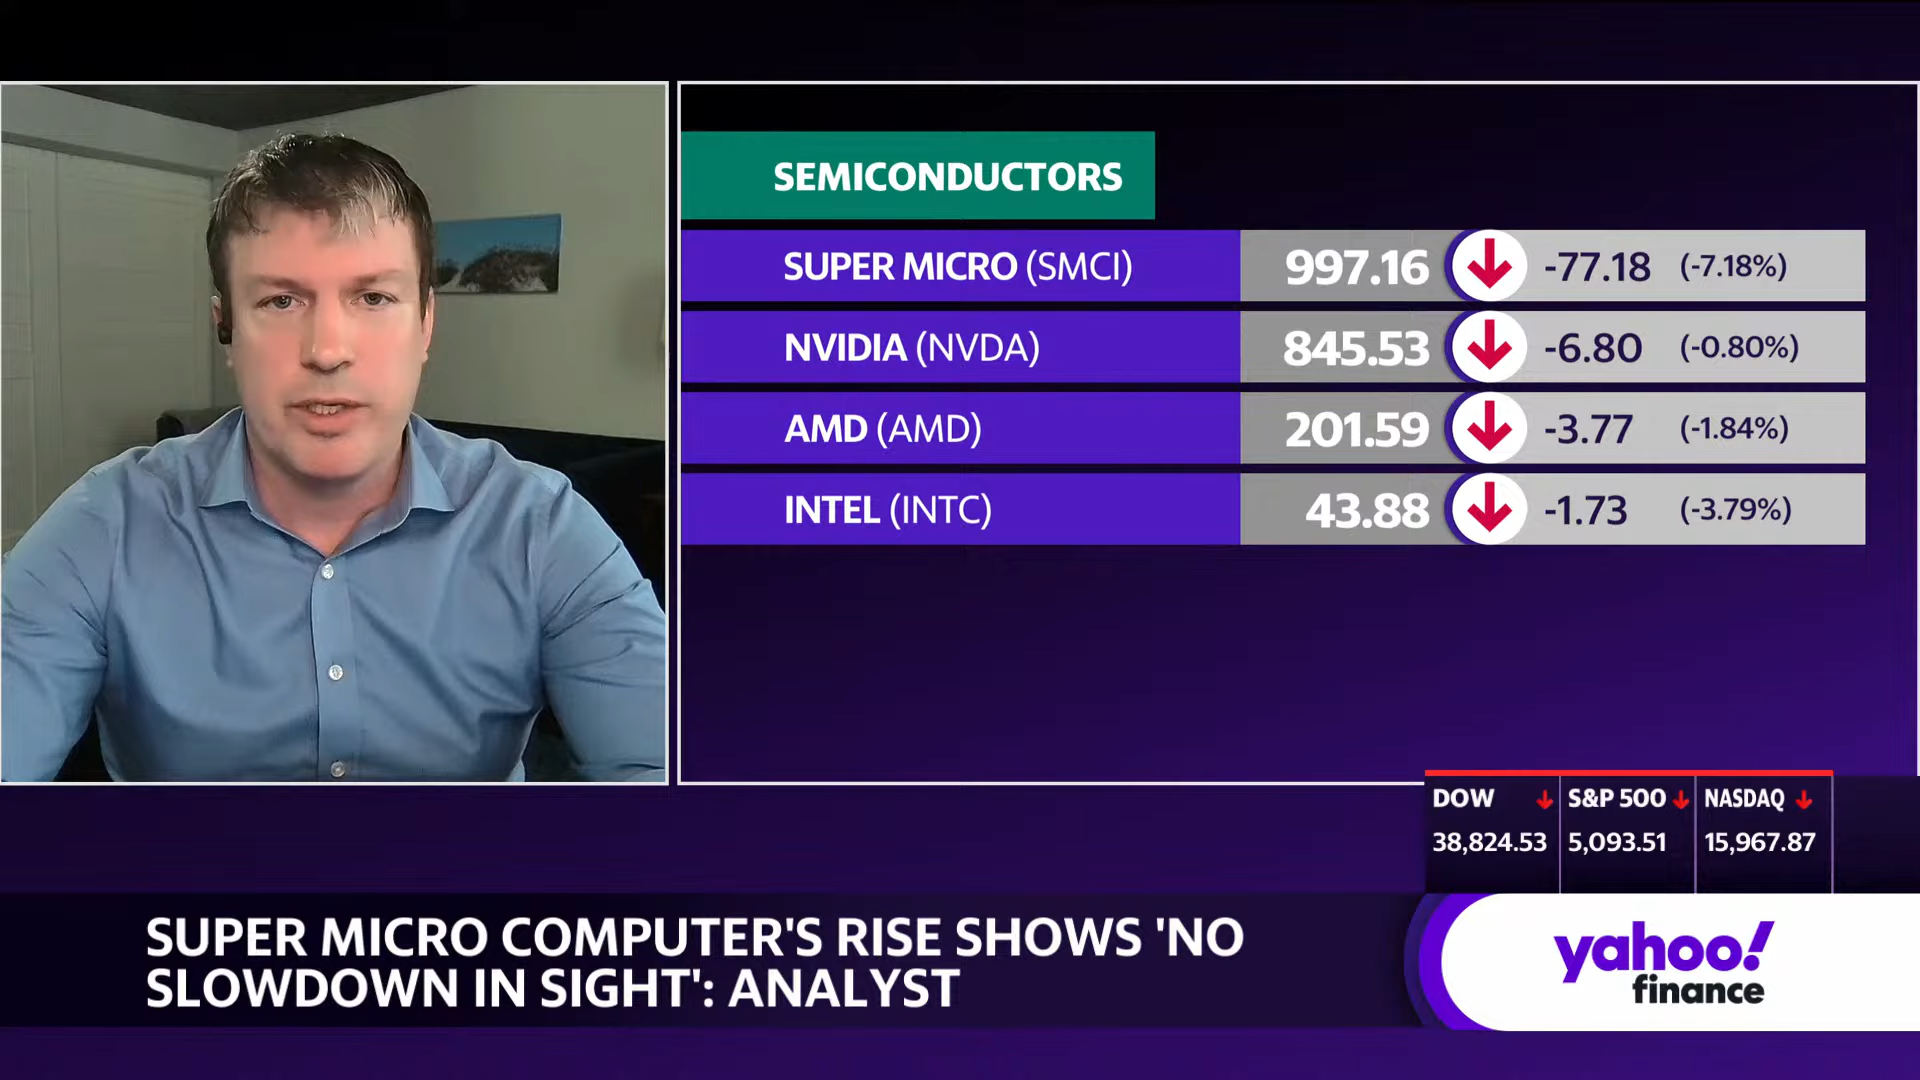 SEMICONDUCTORS
SUPER MICRO (SMCI) 997.16 -77.18 (-7.18%)
NVIDIA (NVDA) 845.53 -6.80 (-0.80%)
AMD (AMD) 201.59 -3.77 (-1.84%)
INTEL (INTC) 43.88 -1.73 (-3.79%)
DOW S&P 500 NASDAQ
38,824.53 5,093.51 15,967.87
SUPER MICRO COMPUTER'S RISE SHOWS 'NO
SLOWDOWN IN SIGHT': ANALYST
yahoo!
finance